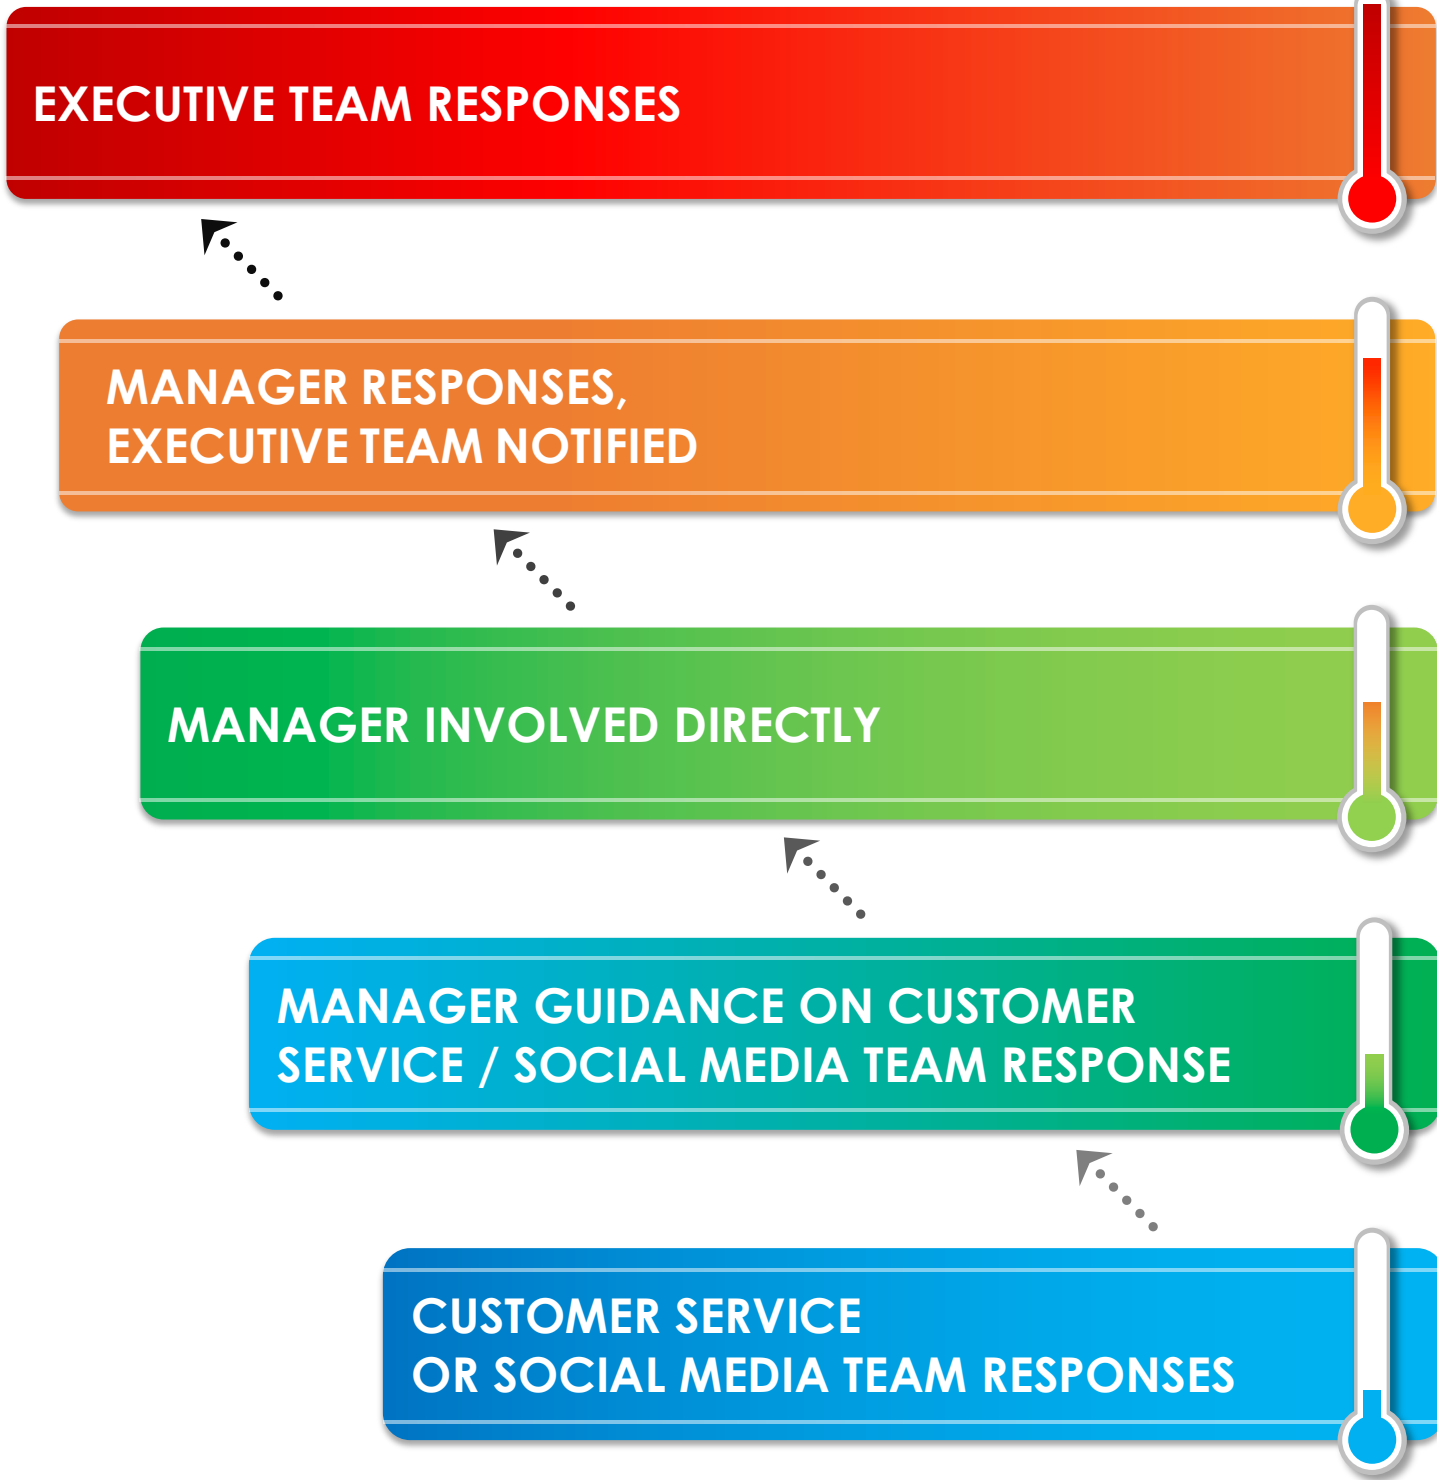 EXECUTIVE TEAM RESPONSES
MANAGER RESPONSES,
EXECUTIVE TEAM NOTIFIED
MANAGER INVOLVED DIRECTLY
MANAGER GUIDANCE ON CUSTOMER
SERVICE / SOCIAL MEDIA TEAM RESPONSE
CUSTOMER SERVICE
OR SOCIAL MEDIA TEAM RESPONSES